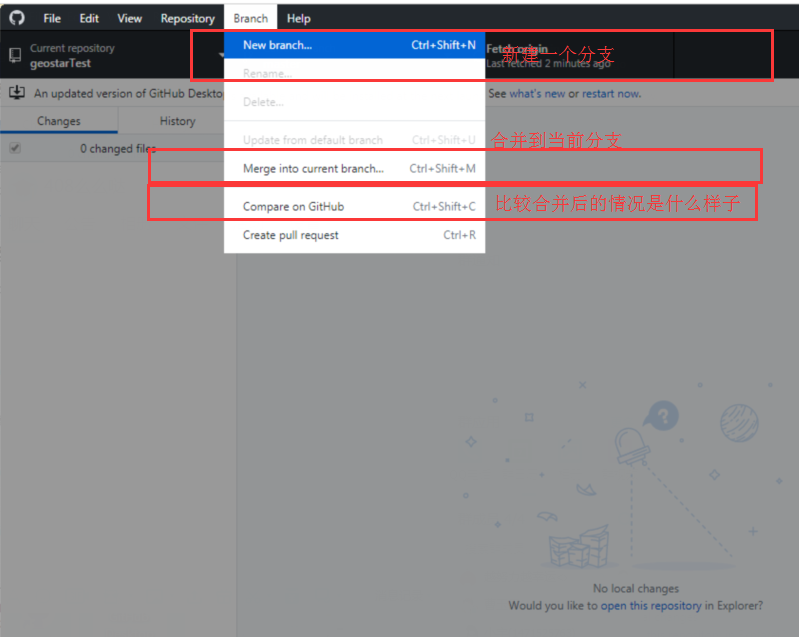 File Edit View Repository Branch Help
Current repository
geostarTest
New branch... Ctrl+Shift+N
Fetch origin
新建一个分支
Last fetched 2 minutes ago
Rename...
An updated version of GitHub Deskto
See what's new or restart now.
Delete...
Changes History
Update from default branch Ctrl+Shift+U
合并到当前分支
0 changed files
Merge into current branch... Ctrl+Shift+M
Compare on GitHub Ctrl+Shift+C
比较合并后的情况是什么样子
Create pull request Ctrl+R
No local changes
Would you like to open this repository in Explorer?